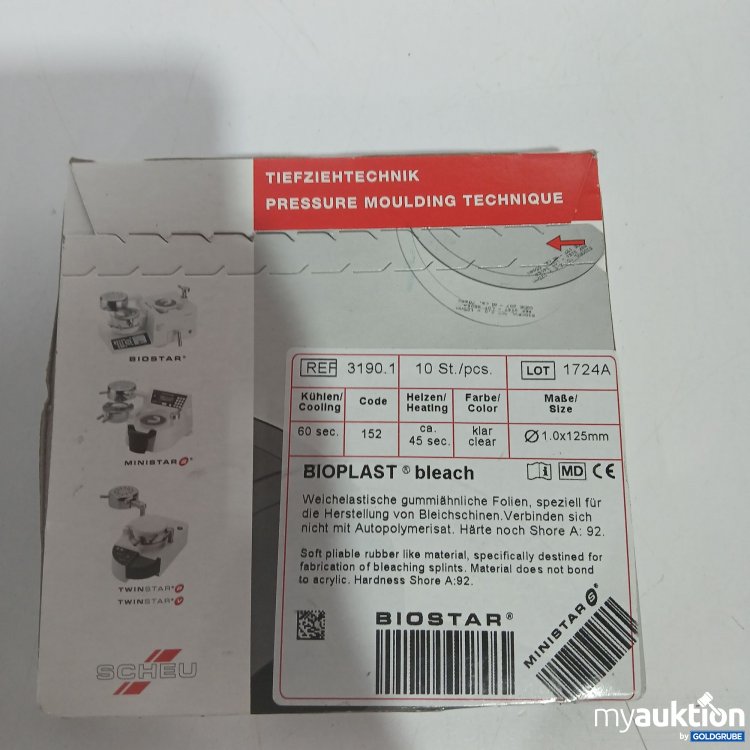 TIEFZIEHTECHNIK
PRESSURE MOULDING TECHNIQUE
BIOSTAR®
MINISTAR S®
TWINSTAR®
TWINSTAR®
SCHEU
REF 3190.1 10 St./pcs. LOT 1724A
Kühlen/ Cooling Code Heizen/ Heating Farbe/ Color Maße/ Size
60 sec. 152 ca. 45 sec. klar clear Ø 1.0x125mm
BIOPLAST® bleach MD CE
Weichelastische gummiähnliche Folien, speziell für
die Herstellung von Bleichschinen.Verbinden sich
nicht mit Autopolymerisat. Härte noch Shore A: 92.
Soft pliable rubber like material, specifically destined for
fabrication of bleaching splints. Material does not bond
to acrylic. Hardness Shore A:92.
BIOSTAR®
MINISTAR S®
myauktion
by GOLDGRUBE